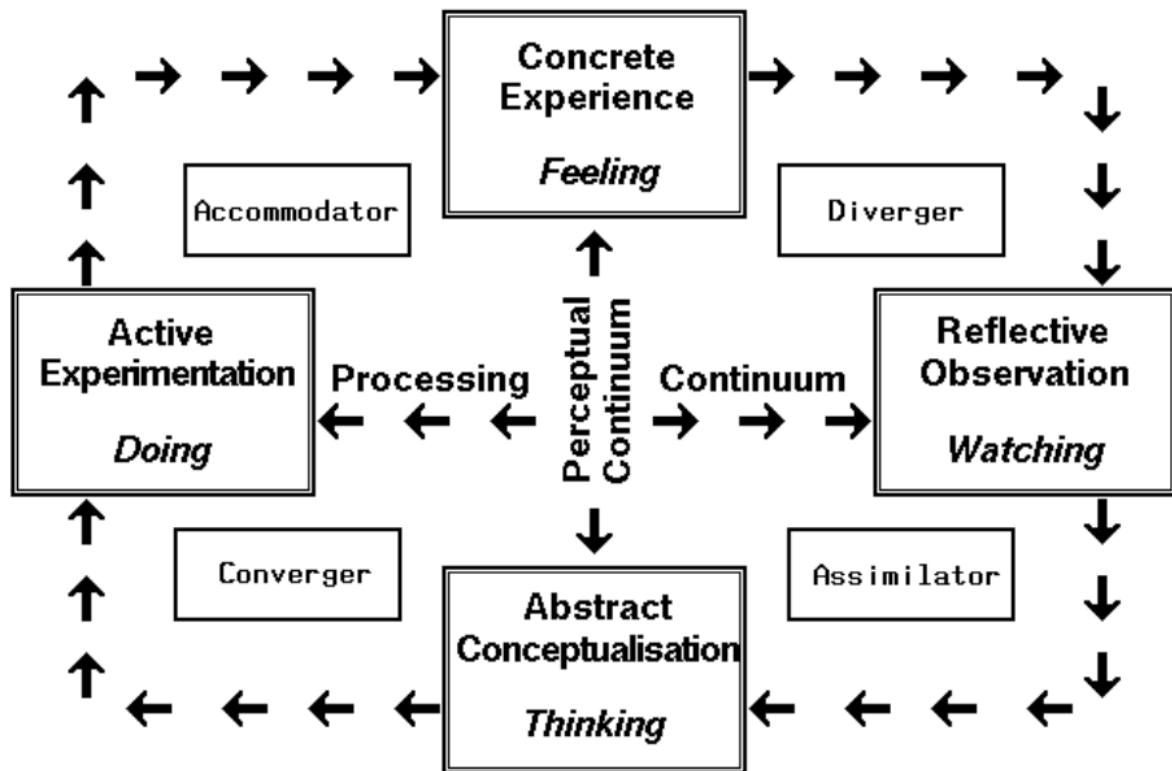 Concrete
Experience
Feeling
Accommodator
Diverger
Active
Experimentation
Doing
Processing
Perceptual
Continuum
Continuum
Reflective
Observation
Watching
Converger
Assimilator
Abstract
Conceptualisation
Thinking